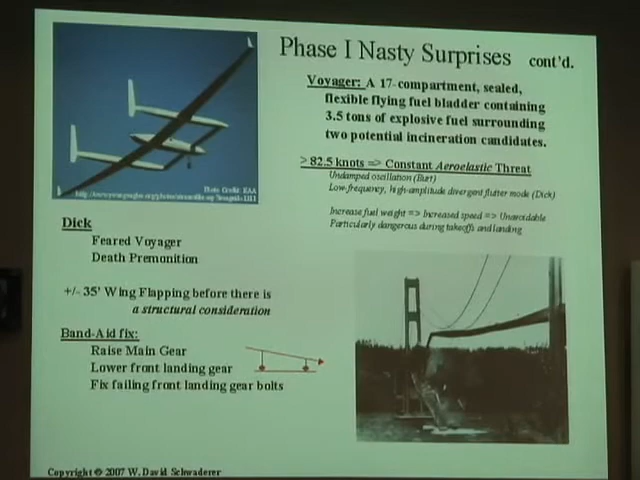 Phase I Nasty Surprises cont'd.
Voyager: A 17-compartment, sealed,
flexible flying fuel bladder containing
3.5 tons of explosive fuel surrounding
two potential incineration candidates.
> 82.5 knots => Constant Aeroelastic Threat
Undamped oscillation (Burt)
Low-frequency, high-amplitude divergent flutter mode (Dick)
Increase fuel weight => Increased speed => Unavoidable
Particularly dangerous during takeoffs and landing
Photo Credit: EAA
Dick
Feared Voyager
Death Premonition
+/- 35' Wing Flapping before there is
a structural consideration
Band-Aid fix:
Raise Main Gear
Lower front landing gear
Fix failing front landing gear bolts
Copyright © 2007 W. David Schwaderer